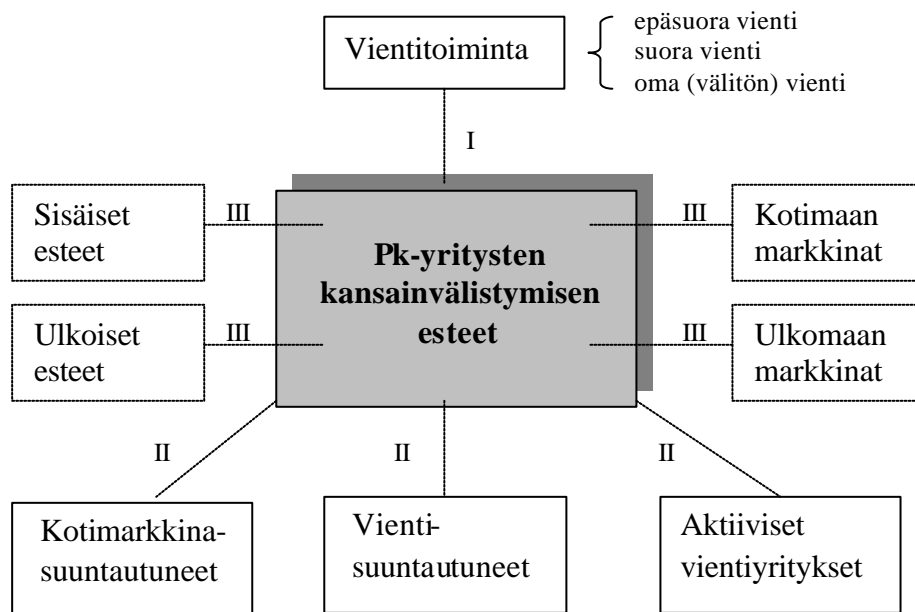 Vientitoiminta
epäsuora vienti
suora vienti
oma (välitön) vienti
I
Sisäiset
esteet
III
Pk-yritysten
kansainvälistymisen
esteet
III
Kotimaan
markkinat
Ulkoiset
esteet
III
III
Ulkomaan
markkinat
II
II
II
Kotimarkkina-
suuntautuneet
Vienti-
suuntautuneet
Aktiiviset
vientiyritykset